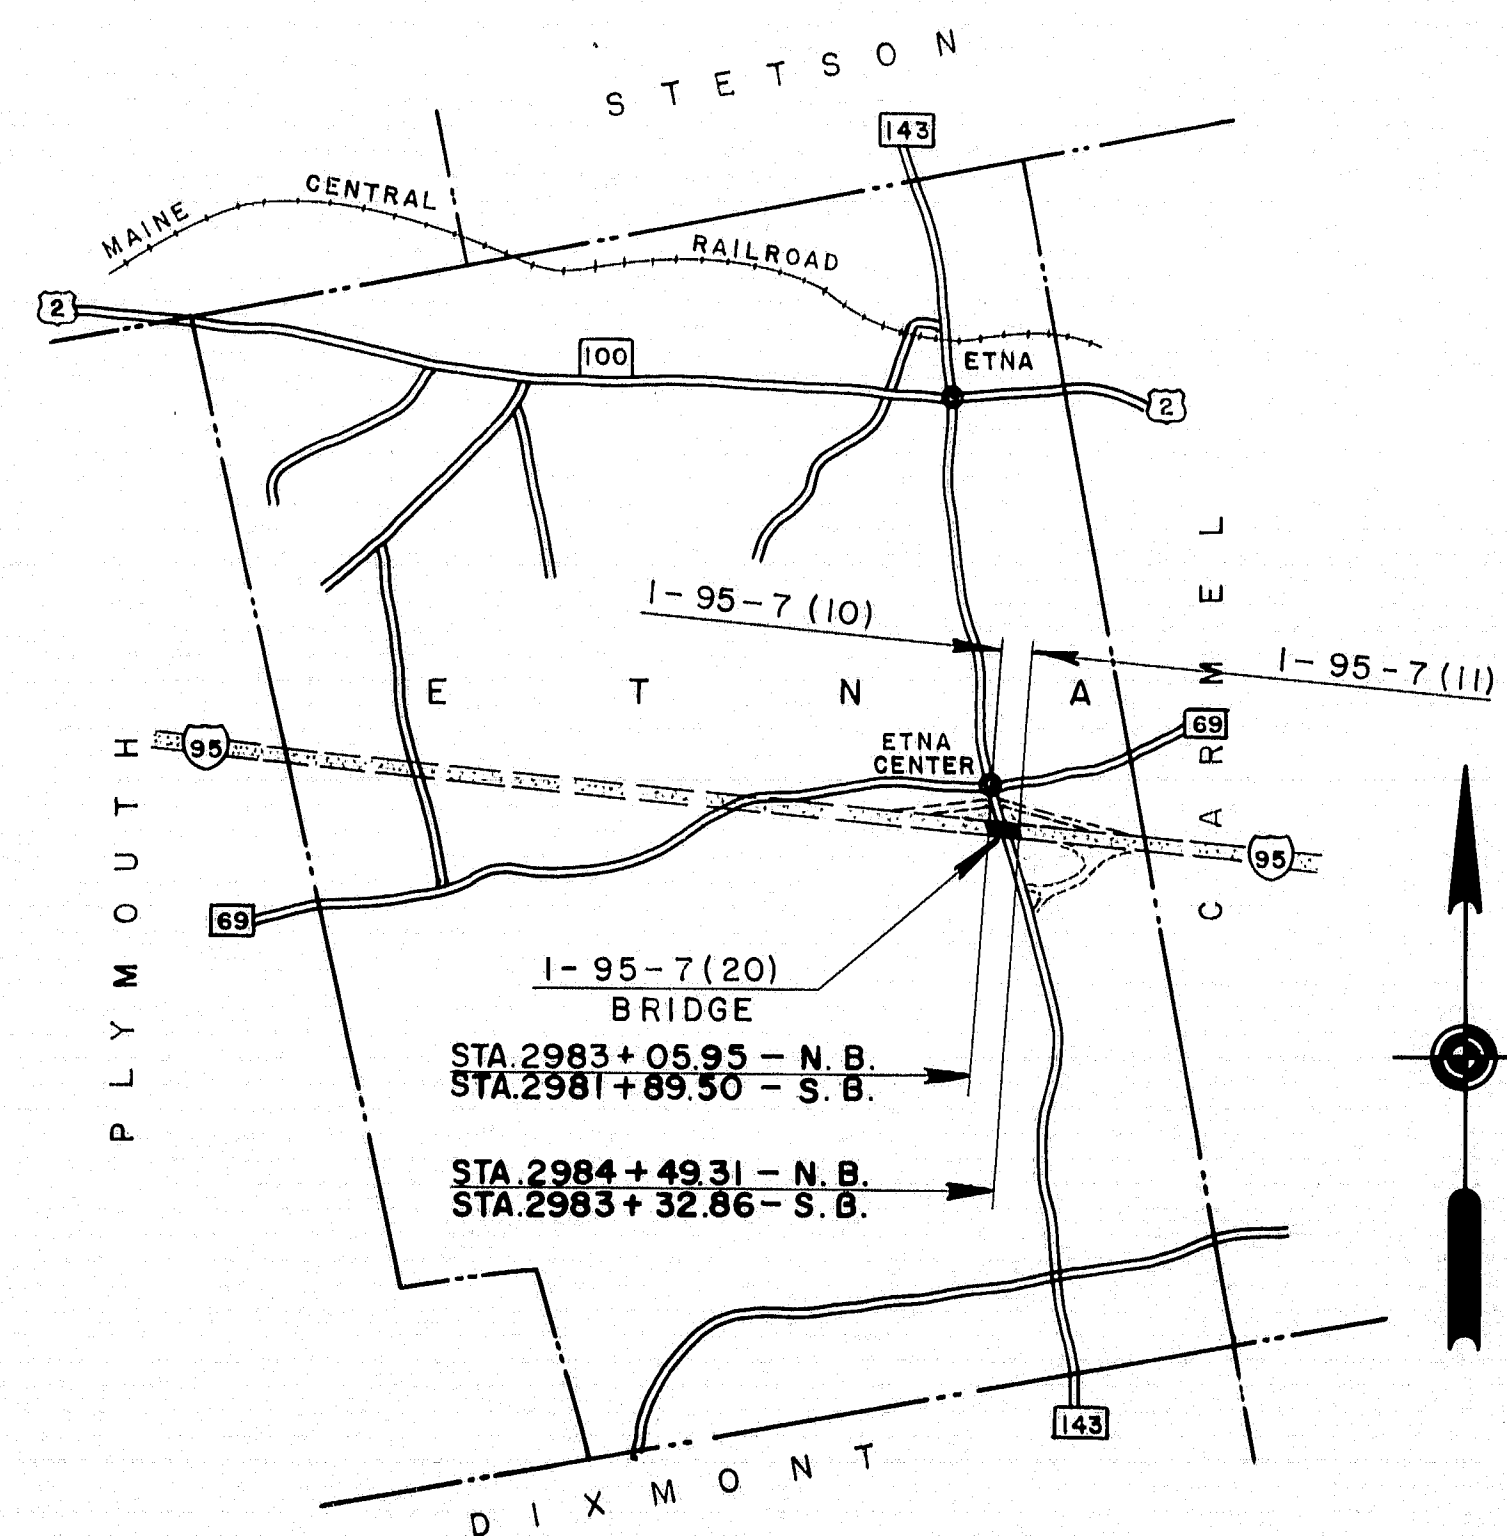 STETSON
143
MAINE CENTRAL RAILROAD
2
100
ETNA
2
I-95-7 (10)
I-95-7 (11)
ETNA
95
ETNA
CENTER
69
PLYMOUTH
CARMEL
95
69
I-95-7(20)
BRIDGE
STA.2983+05.95-N.B.
STA.2981+89.50-S.B.
STA.2984+49.31-N.B.
STA.2983+32.86-S.B.
143
DIXMONT